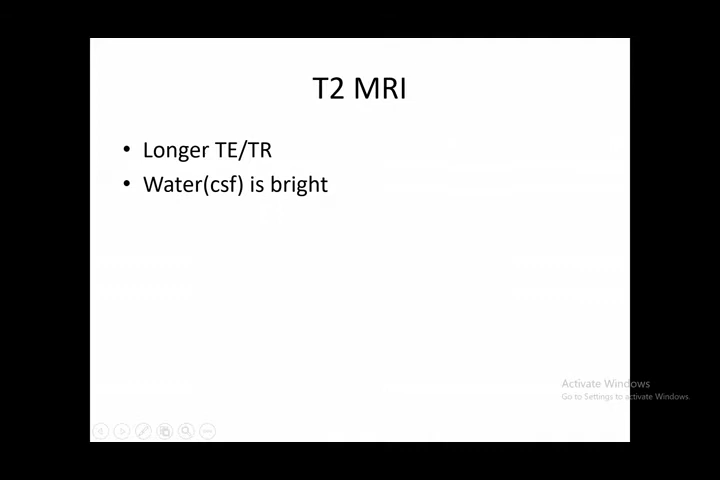 T2 MRI
• Longer TE/TR
• Water(csf) is bright
Activate Windows
Go to Settings to activate Windows.